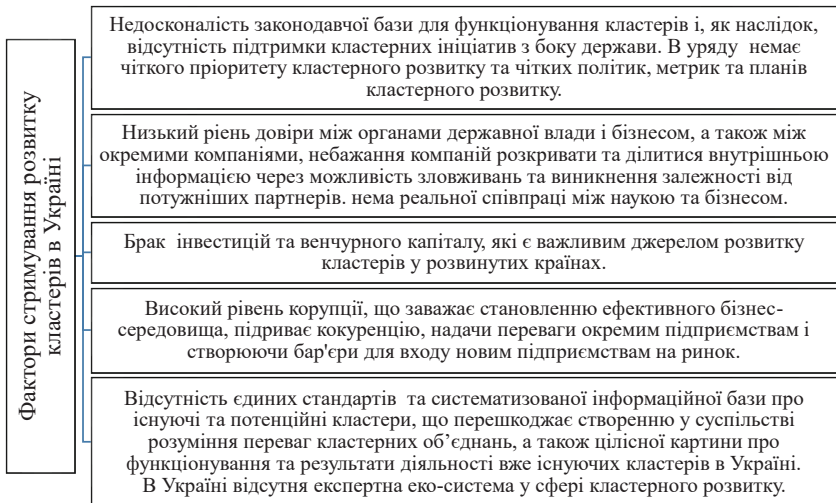 Фактори стримування розвитку
кластерів в Україні
Недосконалість законодавчої бази для функціонування кластерів і, як наслідок,
відсутність підтримки кластерних ініціатив з боку держави. В уряду немає
чіткого пріоритету кластерного розвитку та чітких політик, метрик та планів
кластерного розвитку.
Низький ріень довіри між органами державної влади і бізнесом, а також між
окремими компаніями, небажання компаній розкривати та ділитися внутрішньою
інформацією через можливість зловживань та виникнення залежності від
потужніших партнерів. нема реальної співпраці між наукою та бізнесом.
Брак інвестицій та венчурного капіталу, які є важливим джерелом розвитку
кластерів у розвинутих країнах.
Високий рівень корупції, що заважає становленню ефективного бізнес-
середовища, підриває кокуренцію, надачи переваги окремим підприємствам і
створюючи бар'єри для входу новим підприємствам на ринок.
Відсутність єдиних стандартів та систематизованої інформаційної бази про
існуючі та потенційні кластери, що перешкоджає створенню у суспільстві
розуміння переваг кластерних об’єднань, а також цілісної картини про
функціонування та результати діяльності вже існуючих кластерів в Україні.
В Україні відсутня експертна еко-система у сфері кластерного розвитку.